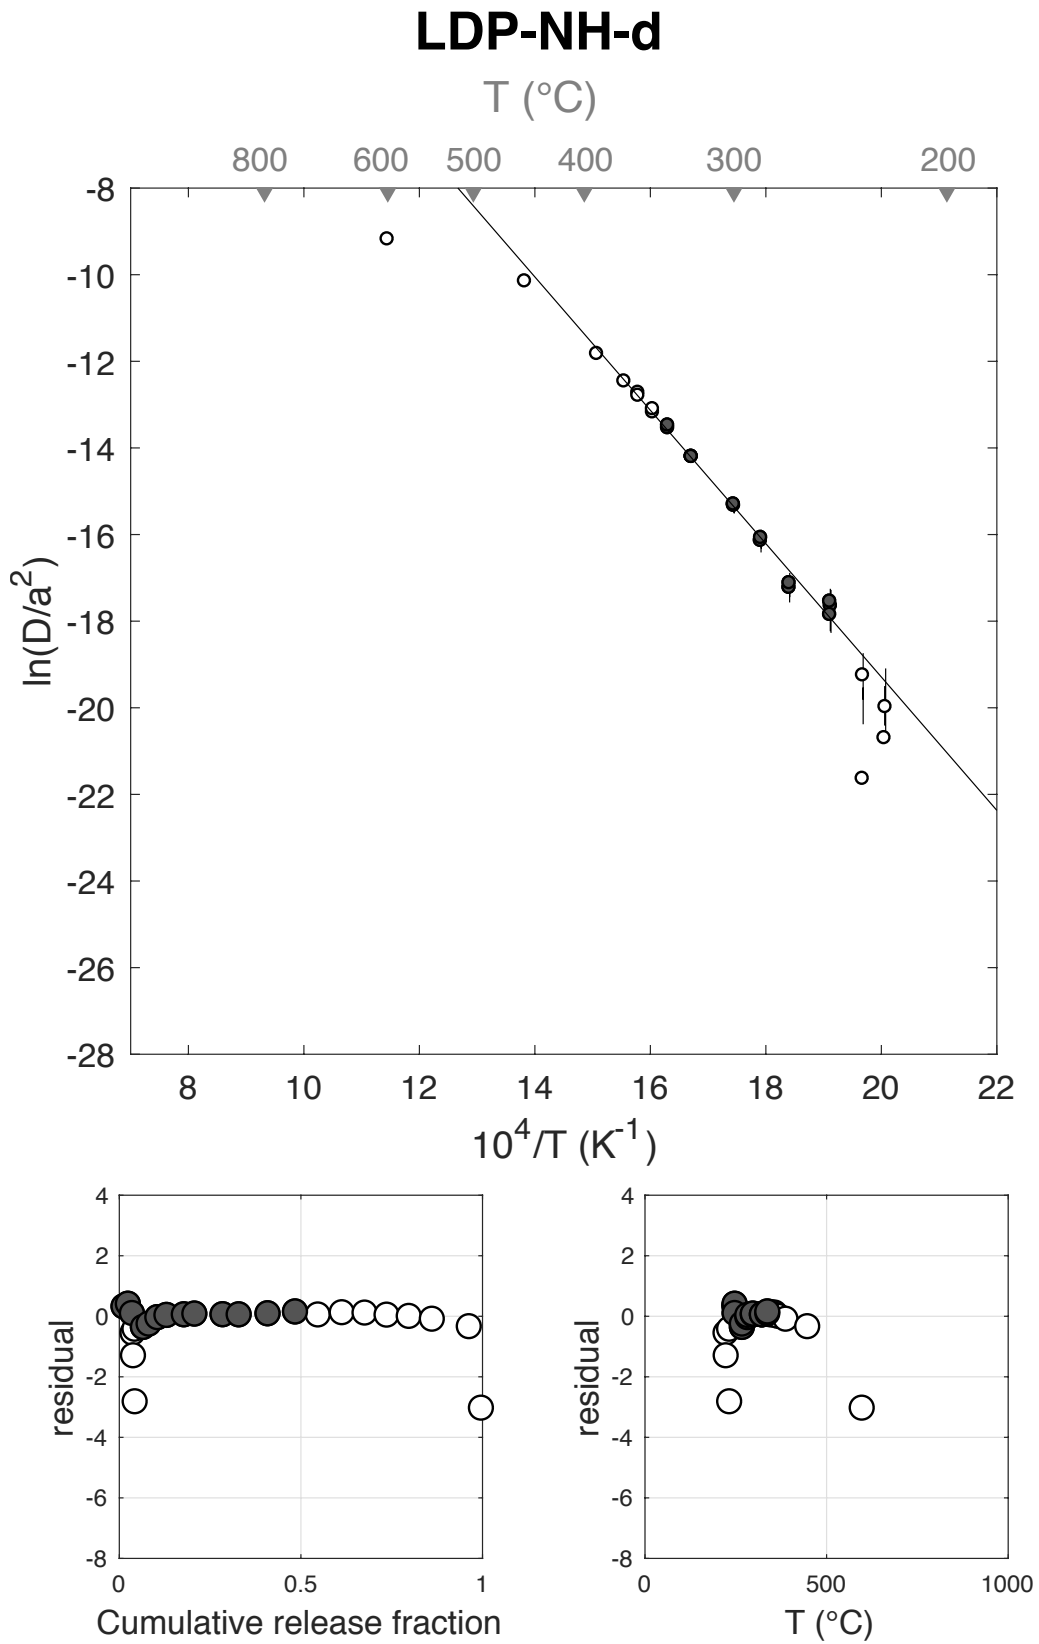 LDP-NH-d
T (°C)
800 600 500 400 300 200
-8
-10
-12
-14
-16
-18
-20
-22
-24
-26
-28
ln(D/a²)
8 10 12 14 16 18 20 22
10⁴/T (K⁻¹)
4
2
0
-2
-4
-6
-8
residual
0 0.5 1
Cumulative release fraction
4
2
0
-2
-4
-6
-8
residual
0 500 1000
T (°C)